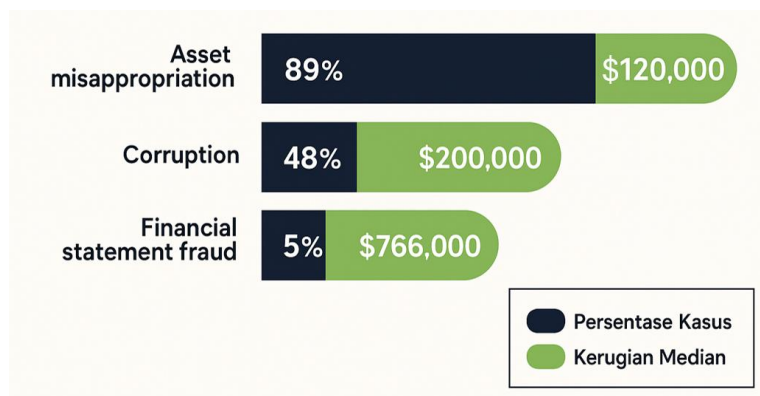 Asset
misappropriation
89%
$120,000
Corruption
48%
$200,000
Financial
statement fraud
5%
$766,000
Persentase Kasus
Kerugian Median